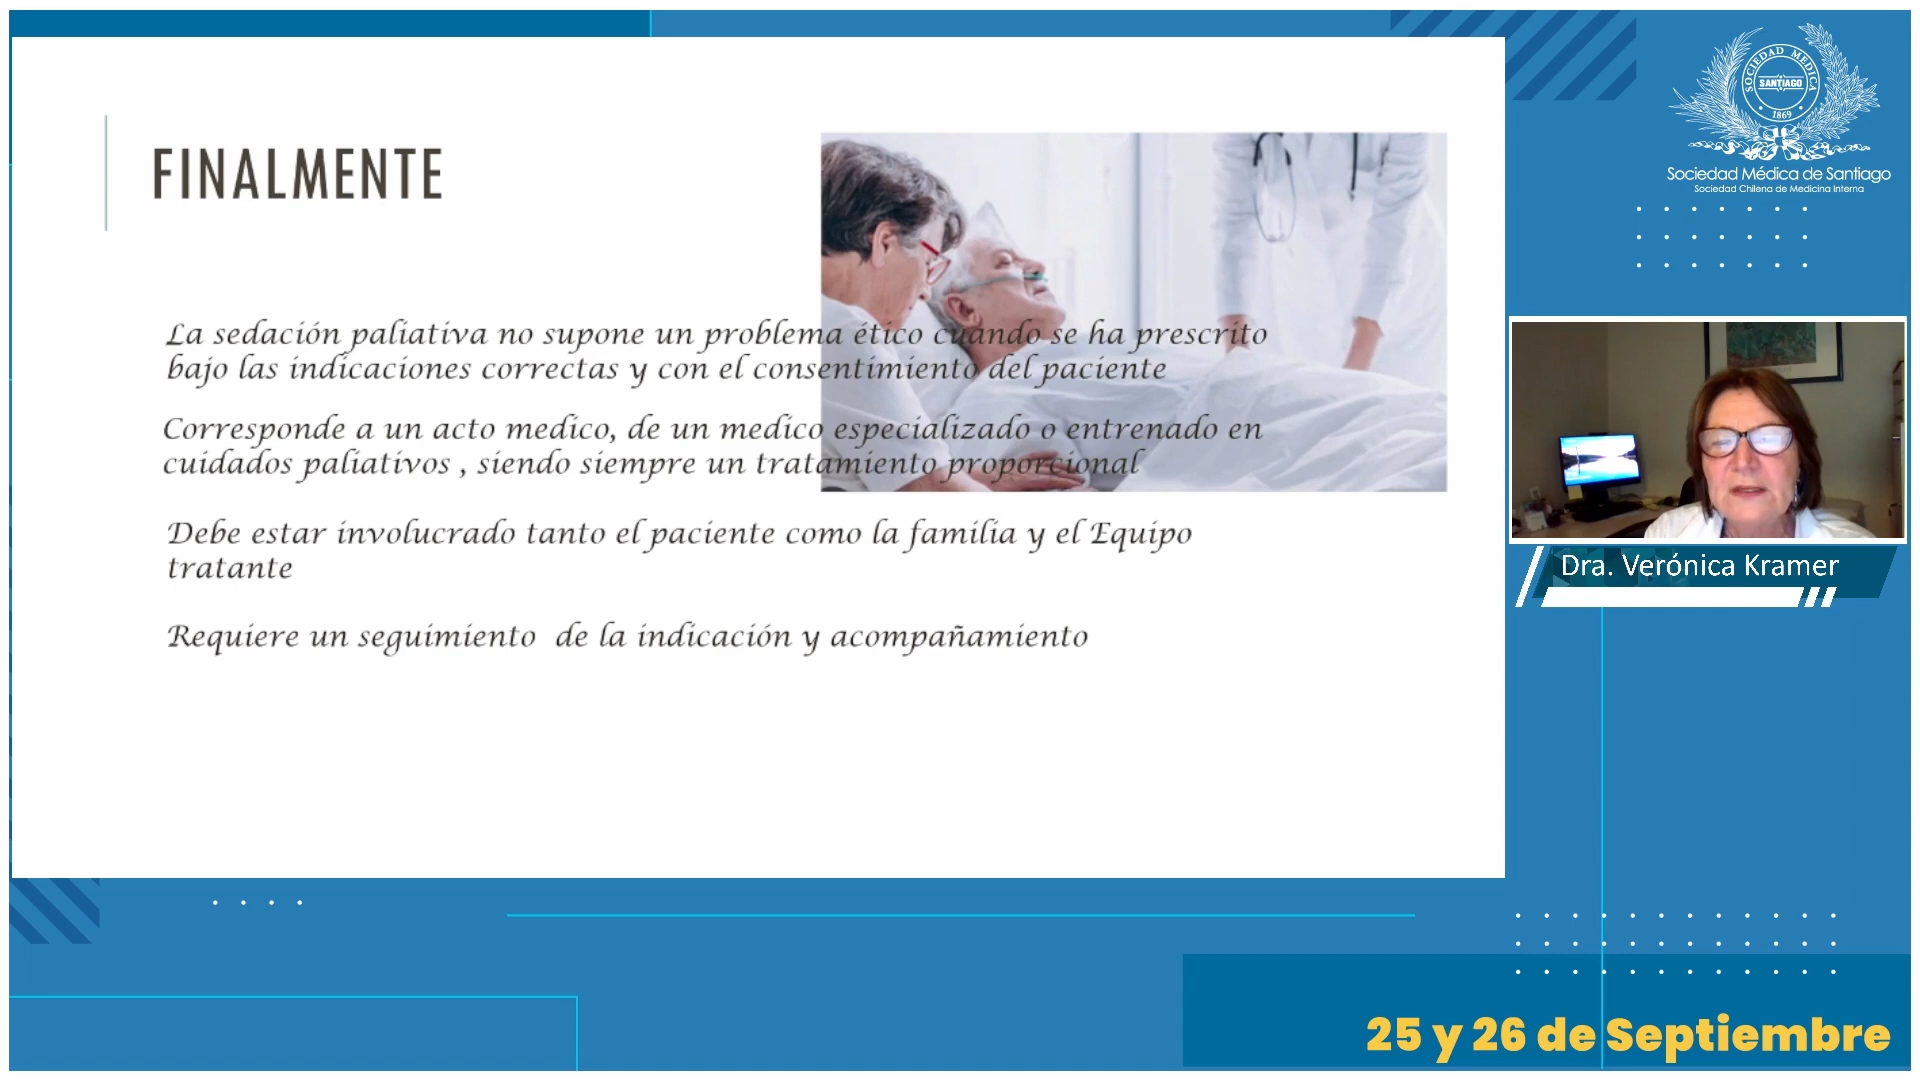 FINALMENTE
La sedación paliativa no supone un problema ético cuando se ha prescrito
bajo las indicaciones correctas y con el consentimiento del paciente
Corresponde a un acto medico, de un medico especializado o entrenado en
cuidados paliativos , siendo siempre un tratamiento proporcional
Debe estar involucrado tanto el paciente como la familia y el Equipo
tratante
Requiere un seguimiento de la indicación y acompañamiento
SOCIEDAD MEDICA
SANTIAGO
1869
Sociedad Médica de Santiago
Sociedad Chilena de Medicina Interna
Dra. Verónica Kramer
25 y 26 de Septiembre